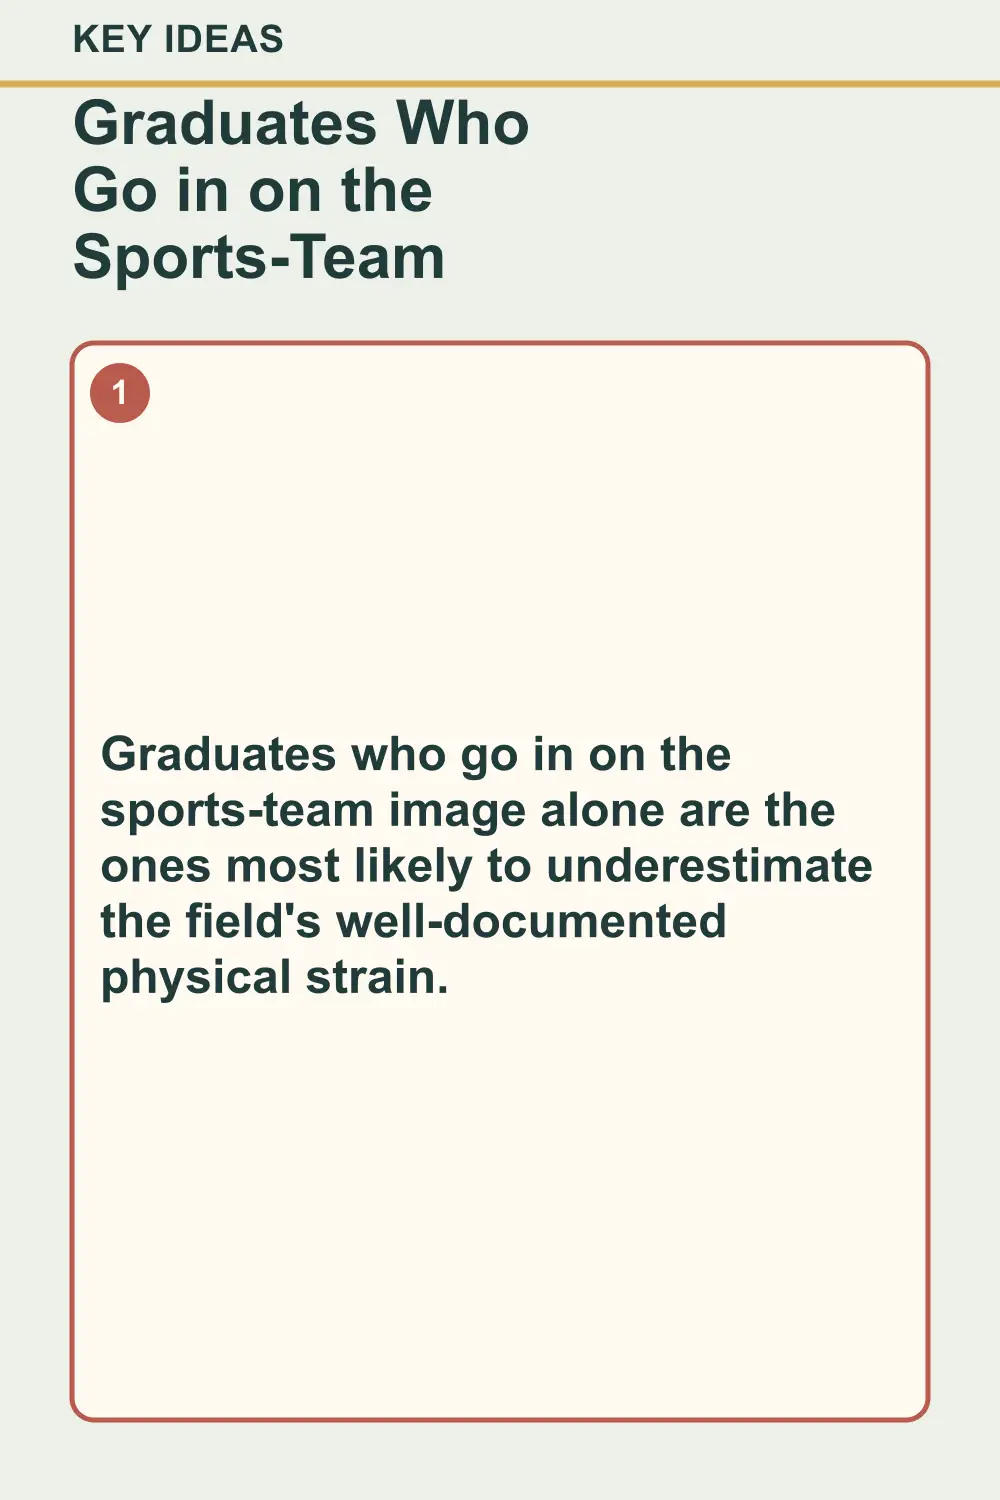 KEY IDEAS
Graduates Who
Go in on the
Sports-Team
1
Graduates who go in on the
sports-team image alone are the
ones most likely to underestimate
the field's well-documented
physical strain.